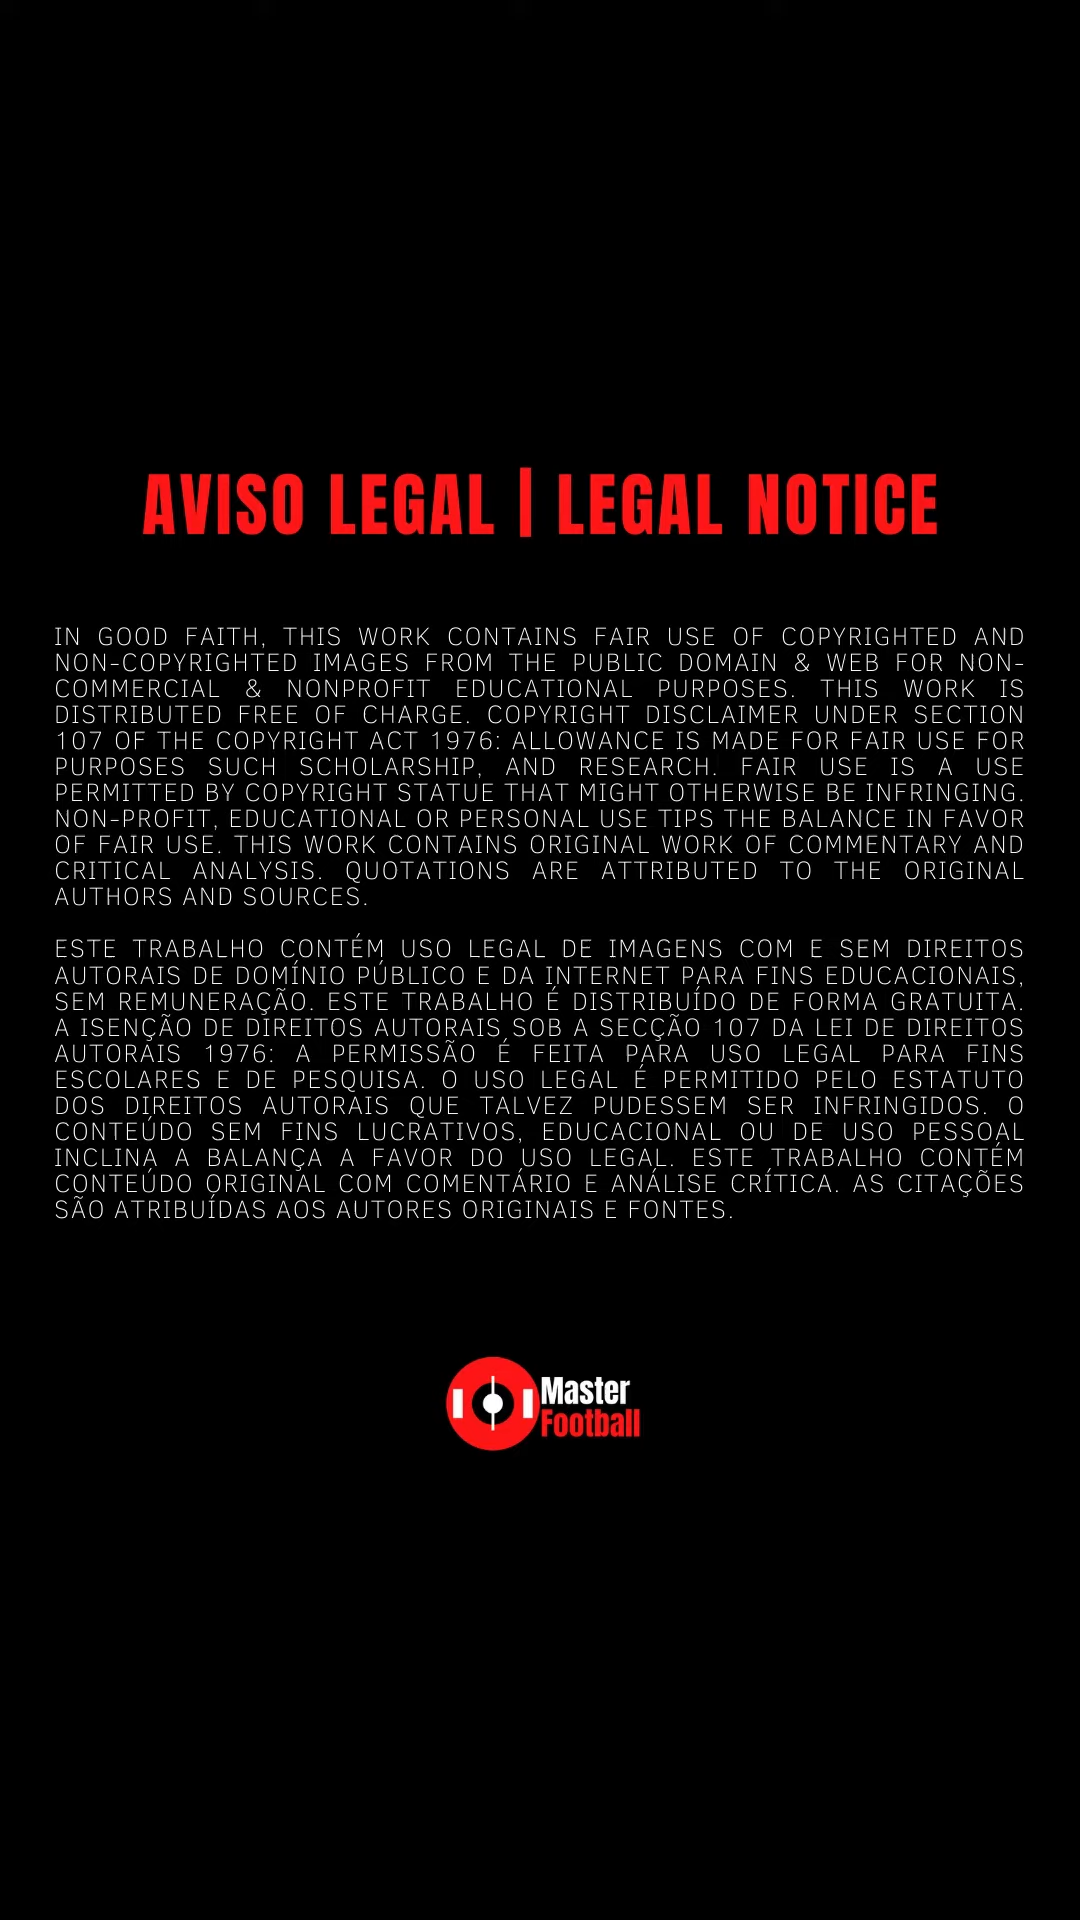 AVISO LEGAL | LEGAL NOTICE
IN GOOD FAITH, THIS WORK CONTAINS FAIR USE OF COPYRIGHTED AND
NON-COPYRIGHTED IMAGES FROM THE PUBLIC DOMAIN & WEB FOR NON-
COMMERCIAL & NONPROFIT EDUCATIONAL PURPOSES. THIS WORK IS
DISTRIBUTED FREE OF CHARGE. COPYRIGHT DISCLAIMER UNDER SECTION
107 OF THE COPYRIGHT ACT 1976: ALLOWANCE IS MADE FOR FAIR USE FOR
PURPOSES SUCH SCHOLARSHIP, AND RESEARCH. FAIR USE IS A USE
PERMITTED BY COPYRIGHT STATUE THAT MIGHT OTHERWISE BE INFRINGING.
NON-PROFIT, EDUCATIONAL OR PERSONAL USE TIPS THE BALANCE IN FAVOR
OF FAIR USE. THIS WORK CONTAINS ORIGINAL WORK OF COMMENTARY AND
CRITICAL ANALYSIS. QUOTATIONS ARE ATTRIBUTED TO THE ORIGINAL
AUTHORS AND SOURCES.
ESTE TRABALHO CONTÉM USO LEGAL DE IMAGENS COM E SEM DIREITOS
AUTORAIS DE DOMÍNIO PÚBLICO E DA INTERNET PARA FINS EDUCACIONAIS,
SEM REMUNERAÇÃO. ESTE TRABALHO É DISTRIBUÍDO DE FORMA GRATUITA.
A ISENÇÃO DE DIREITOS AUTORAIS SOB A SECÇÃO 107 DA LEI DE DIREITOS
AUTORAIS 1976: A PERMISSÃO É FEITA PARA USO LEGAL PARA FINS
ESCOLARES E DE PESQUISA. O USO LEGAL É PERMITIDO PELO ESTATUTO
DOS DIREITOS AUTORAIS QUE TALVEZ PUDESSEM SER INFRINGIDOS. O
CONTEÚDO SEM FINS LUCRATIVOS, EDUCACIONAL OU DE USO PESSOAL
INCLINA A BALANÇA A FAVOR DO USO LEGAL. ESTE TRABALHO CONTÉM
CONTEÚDO ORIGINAL COM COMENTÁRIO E ANÁLISE CRÍTICA. AS CITAÇÕES
SÃO ATRIBUÍDAS AOS AUTORES ORIGINAIS E FONTES.
Master
Football